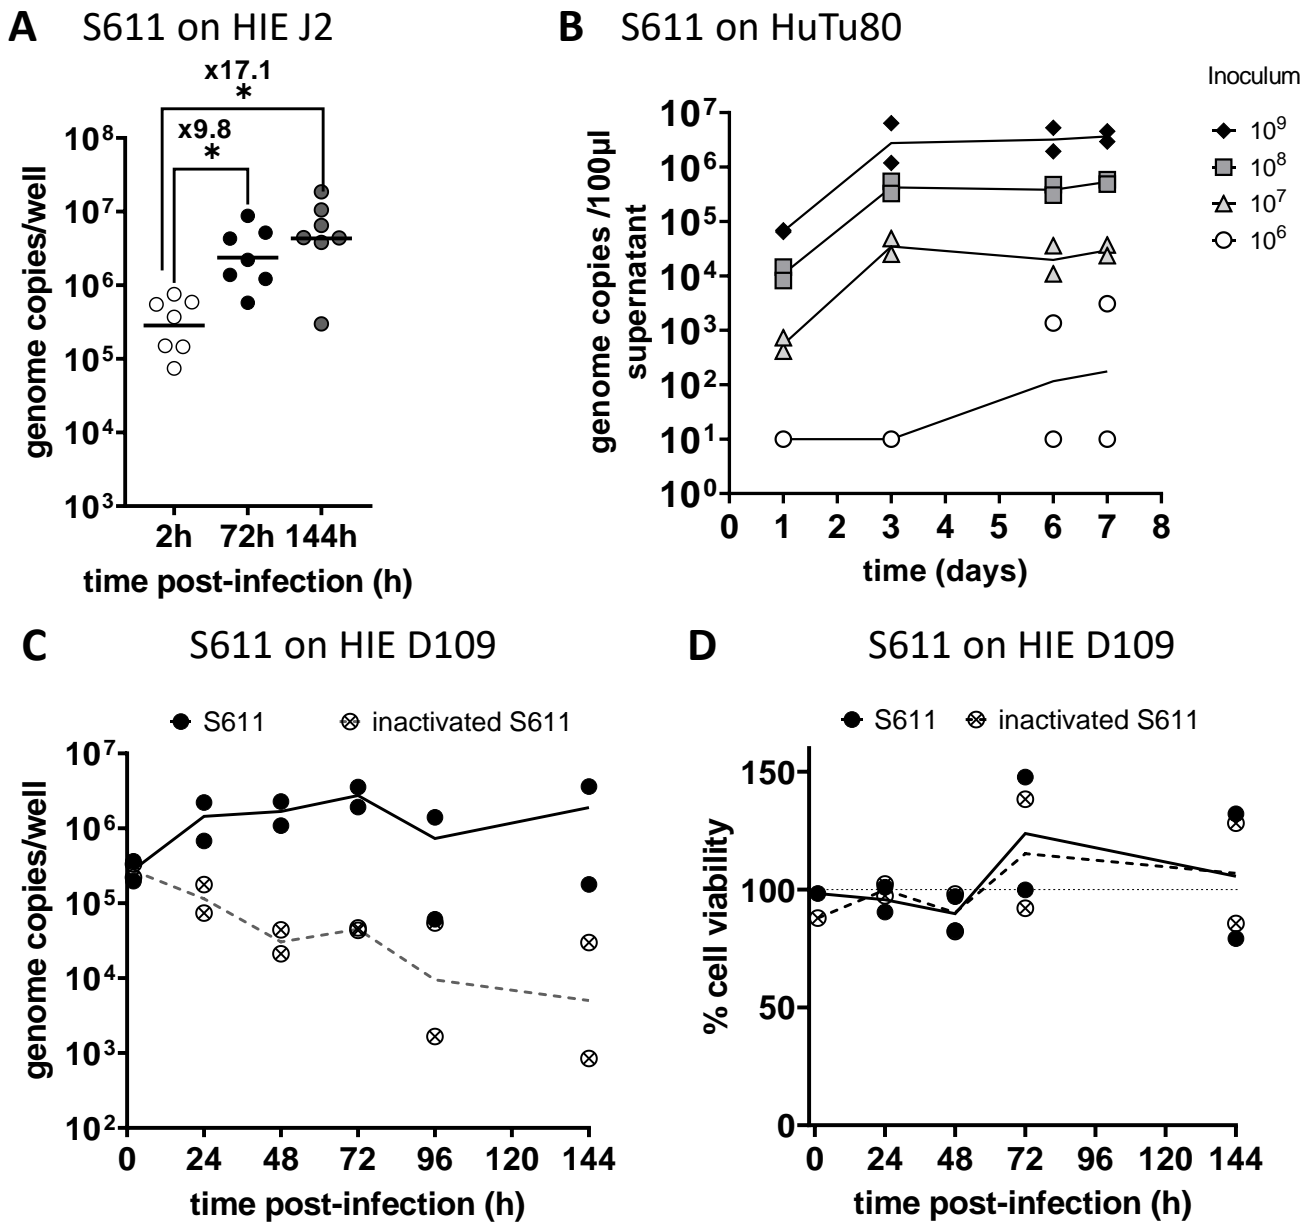 A S611 on HIE J2
x17.1
*
x9.8
*
10⁸
10⁷
10⁶
10⁵
10⁴
10³
genome copies/well
2h 72h 144h
time post-infection (h)
B S611 on HuTu80
Inoculum
10⁹
10⁸
10⁷
10⁶
10⁷
10⁶
10⁵
10⁴
10³
10²
10¹
10⁰
genome copies /100µl
supernatant
0 1 2 3 4 5 6 7 8
time (days)
C S611 on HIE D109
S611 inactivated S611
10⁷
10⁶
10⁵
10⁴
10³
10²
genome copies/well
0 24 48 72 96 120 144
time post-infection (h)
D S611 on HIE D109
S611 inactivated S611
150
100
50
0
% cell viability
0 24 48 72 96 120 144
time post-infection (h)